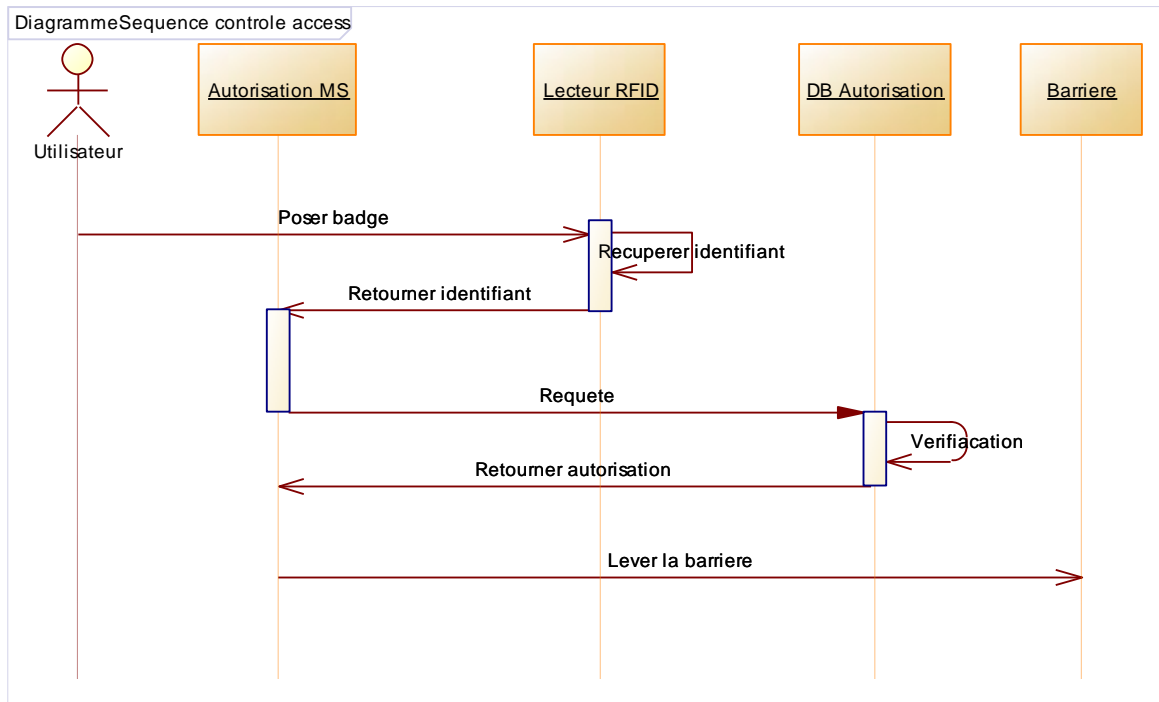 DiagrammeSequence controle access
Autorisation MS
Lecteur RFID
DB Autorisation
Barriere
Utilisateur
Poser badge
Recuperer identifiant
Retourner identifiant
Requete
Verifiacation
Retourner autorisation
Lever la barriere